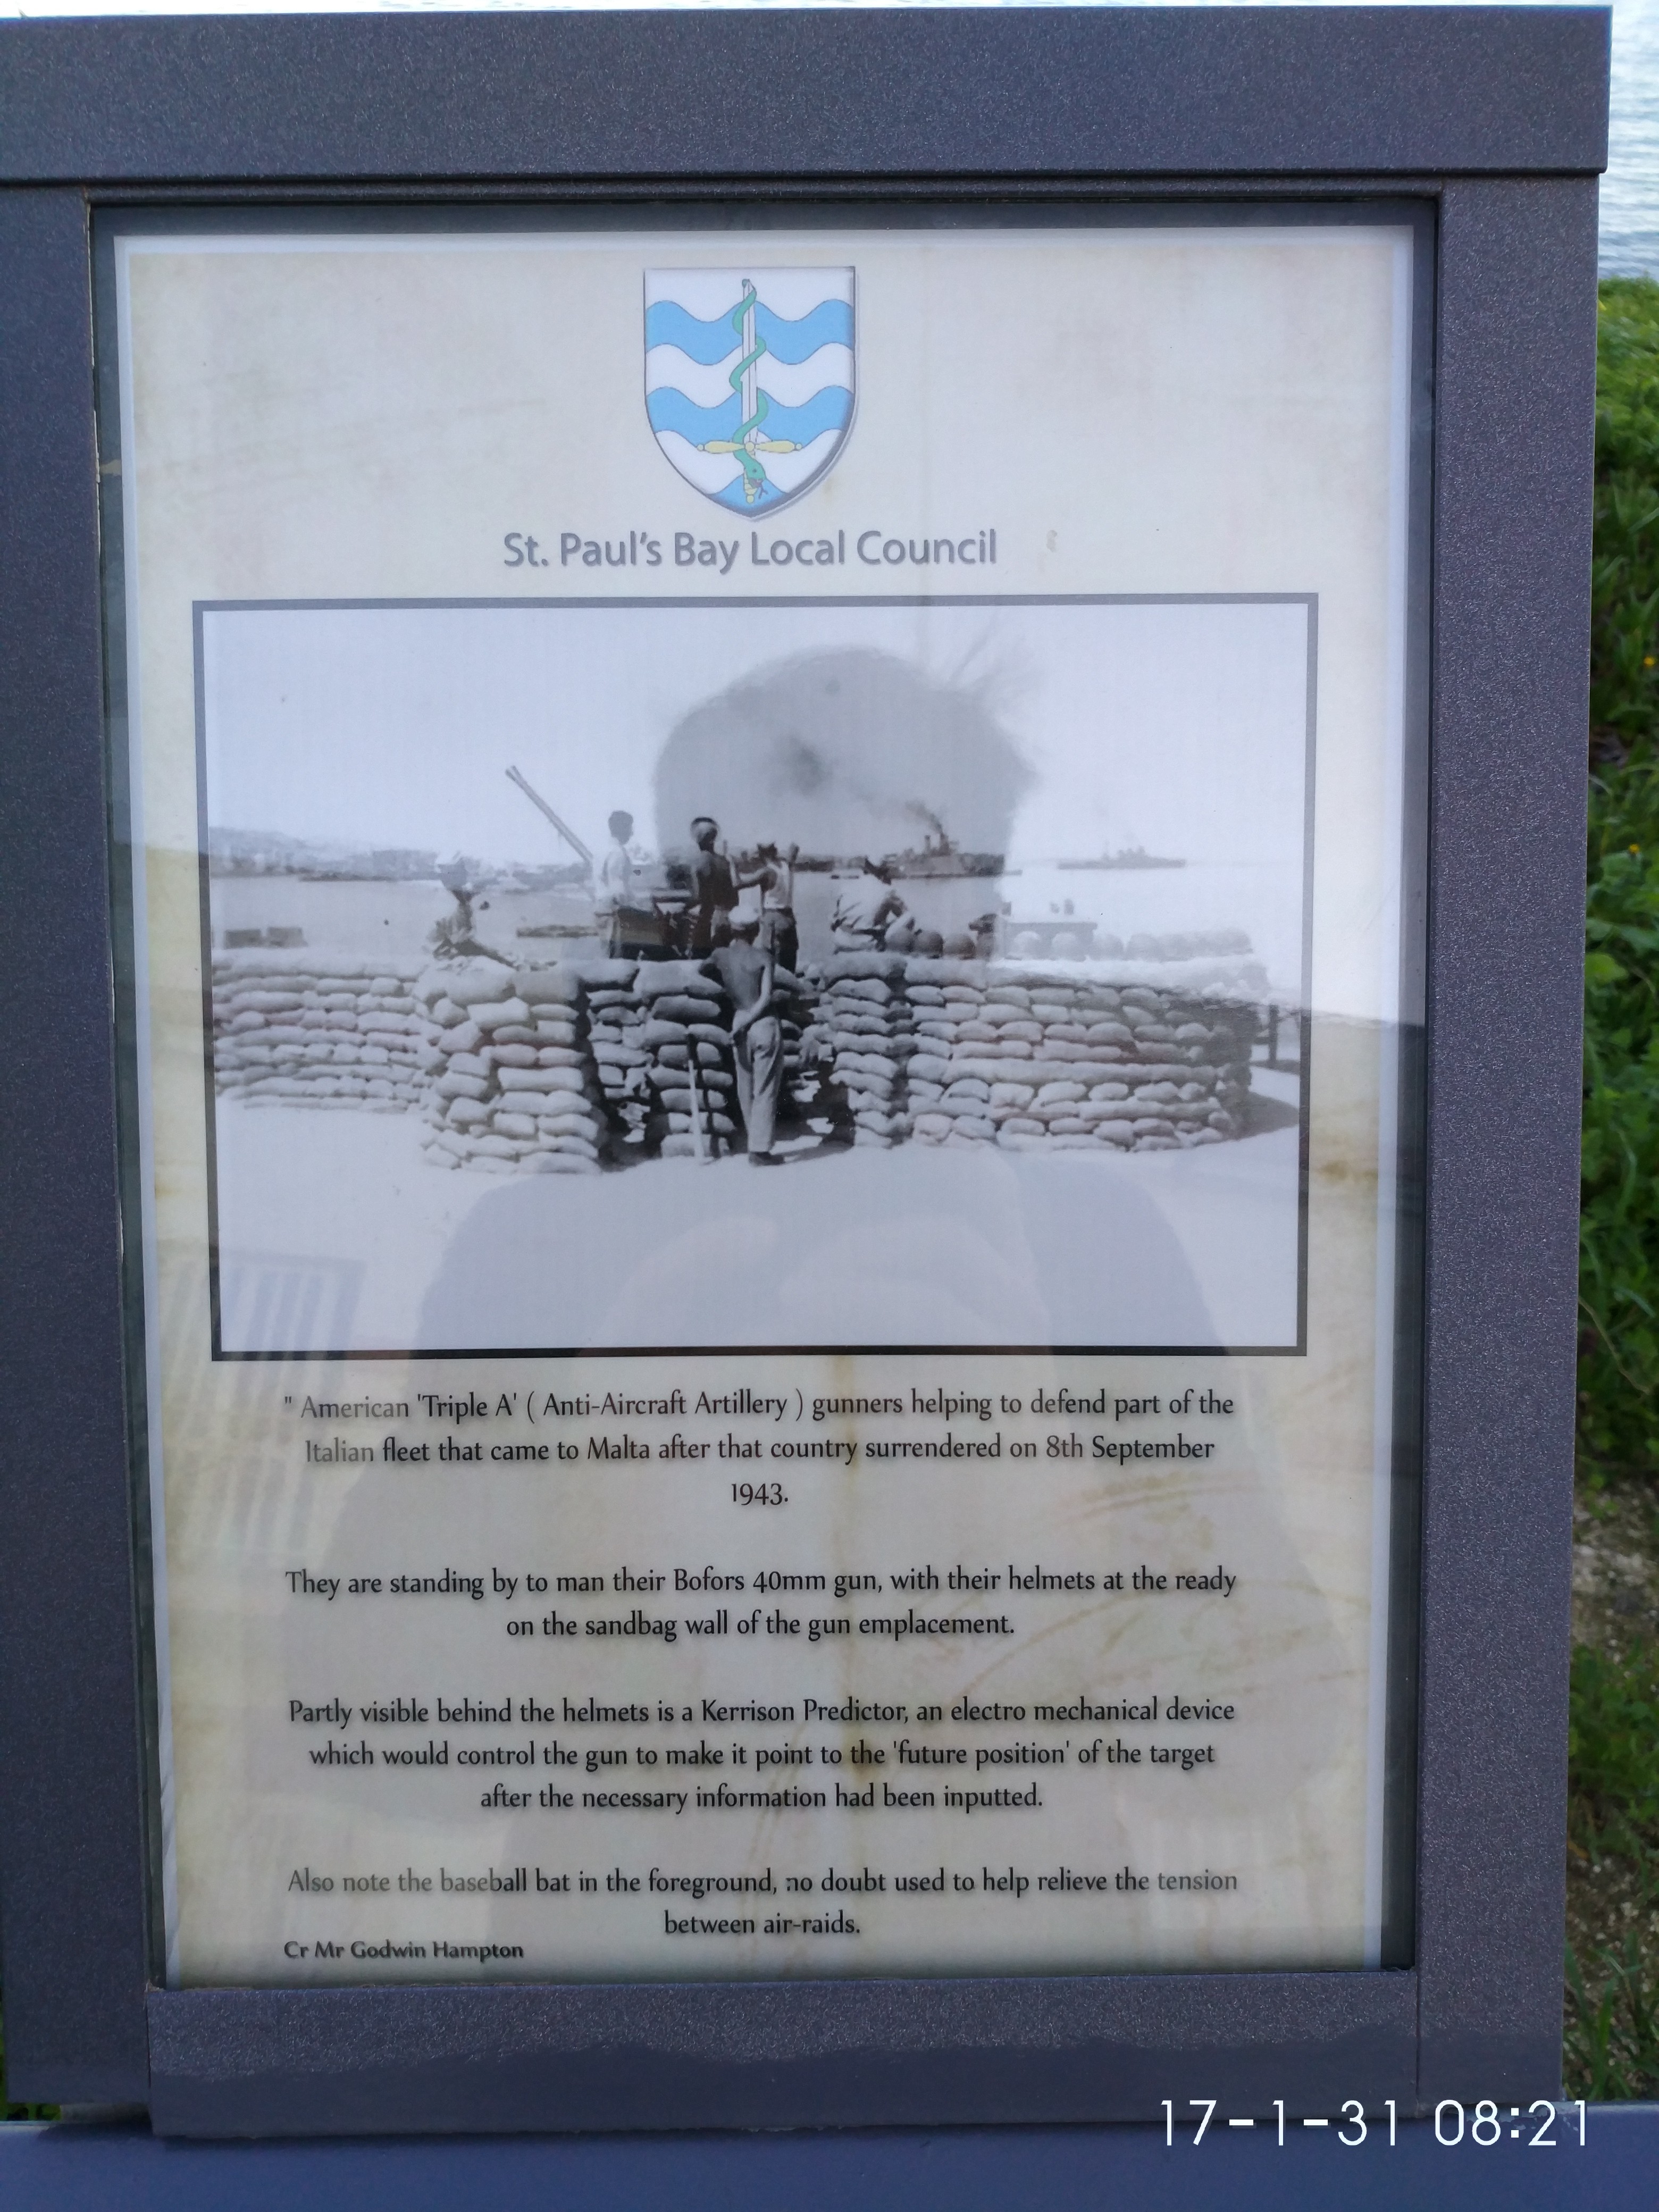 St. Paul's Bay Local Council
" American 'Triple A' ( Anti-Aircraft Artillery ) gunners helping to defend part of the
Italian fleet that came to Malta after that country surrendered on 8th September
1943.
They are standing by to man their Bofors 40mm gun, with their helmets at the ready
on the sandbag wall of the gun emplacement.
Partly visible behind the helmets is a Kerrison Predictor, an electro mechanical device
which would control the gun to make it point to the 'future position' of the target
after the necessary information had been inputted.
Also note the baseball bat in the foreground, no doubt used to help relieve the tension
between air-raids.
Cr Mr Godwin Hampton
17-1-31 08:21